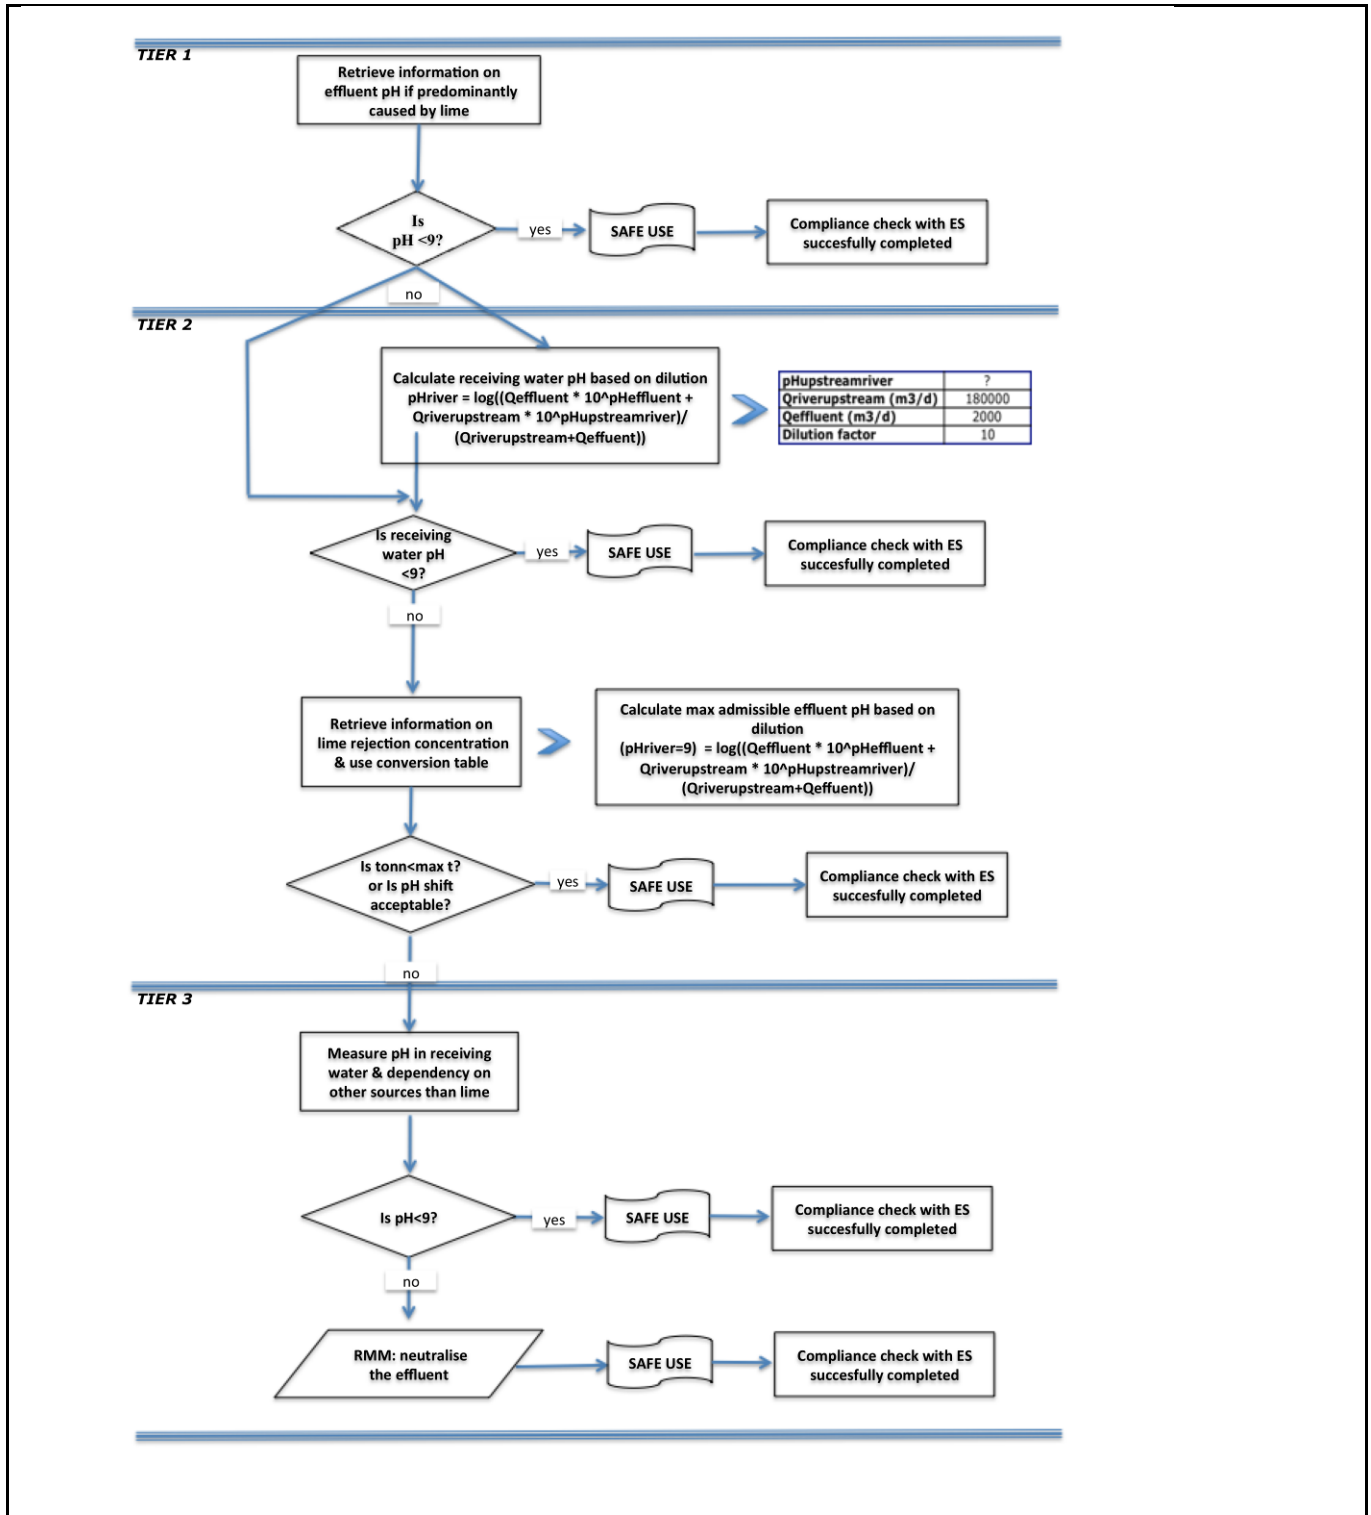 TIER 1
Retrieve information on
effluent pH if predominantly
caused by lime
Is
pH <9?
yes
SAFE USE
Compliance check with ES
succesfully completed
no
TIER 2
Calculate receiving water pH based on dilution
pHriver = log((Qeffluent * 10^pHeffluent +
Qriverupstream * 10^pHupstreamriver)/
(Qriverupstream+Qeffuent))
pHupstreamriver ?
Qriverupstream (m3/d) 180000
Qeffluent (m3/d) 2000
Dilution factor 10
Is receiving
water pH
<9?
yes
SAFE USE
Compliance check with ES
succesfully completed
no
Retrieve information on
lime rejection concentration
& use conversion table
Calculate max admissible effluent pH based on
dilution
(pHriver=9) = log((Qeffluent * 10^pHeffluent +
Qriverupstream * 10^pHupstreamriver)/
(Qriverupstream+Qeffuent))
Is tonn<max t?
or Is pH shift
acceptable?
yes
SAFE USE
Compliance check with ES
succesfully completed
no
TIER 3
Measure pH in receiving
water & dependency on
other sources than lime
Is pH<9?
yes
SAFE USE
Compliance check with ES
succesfully completed
no
RMM: neutralise
the effluent
SAFE USE
Compliance check with ES
succesfully completed